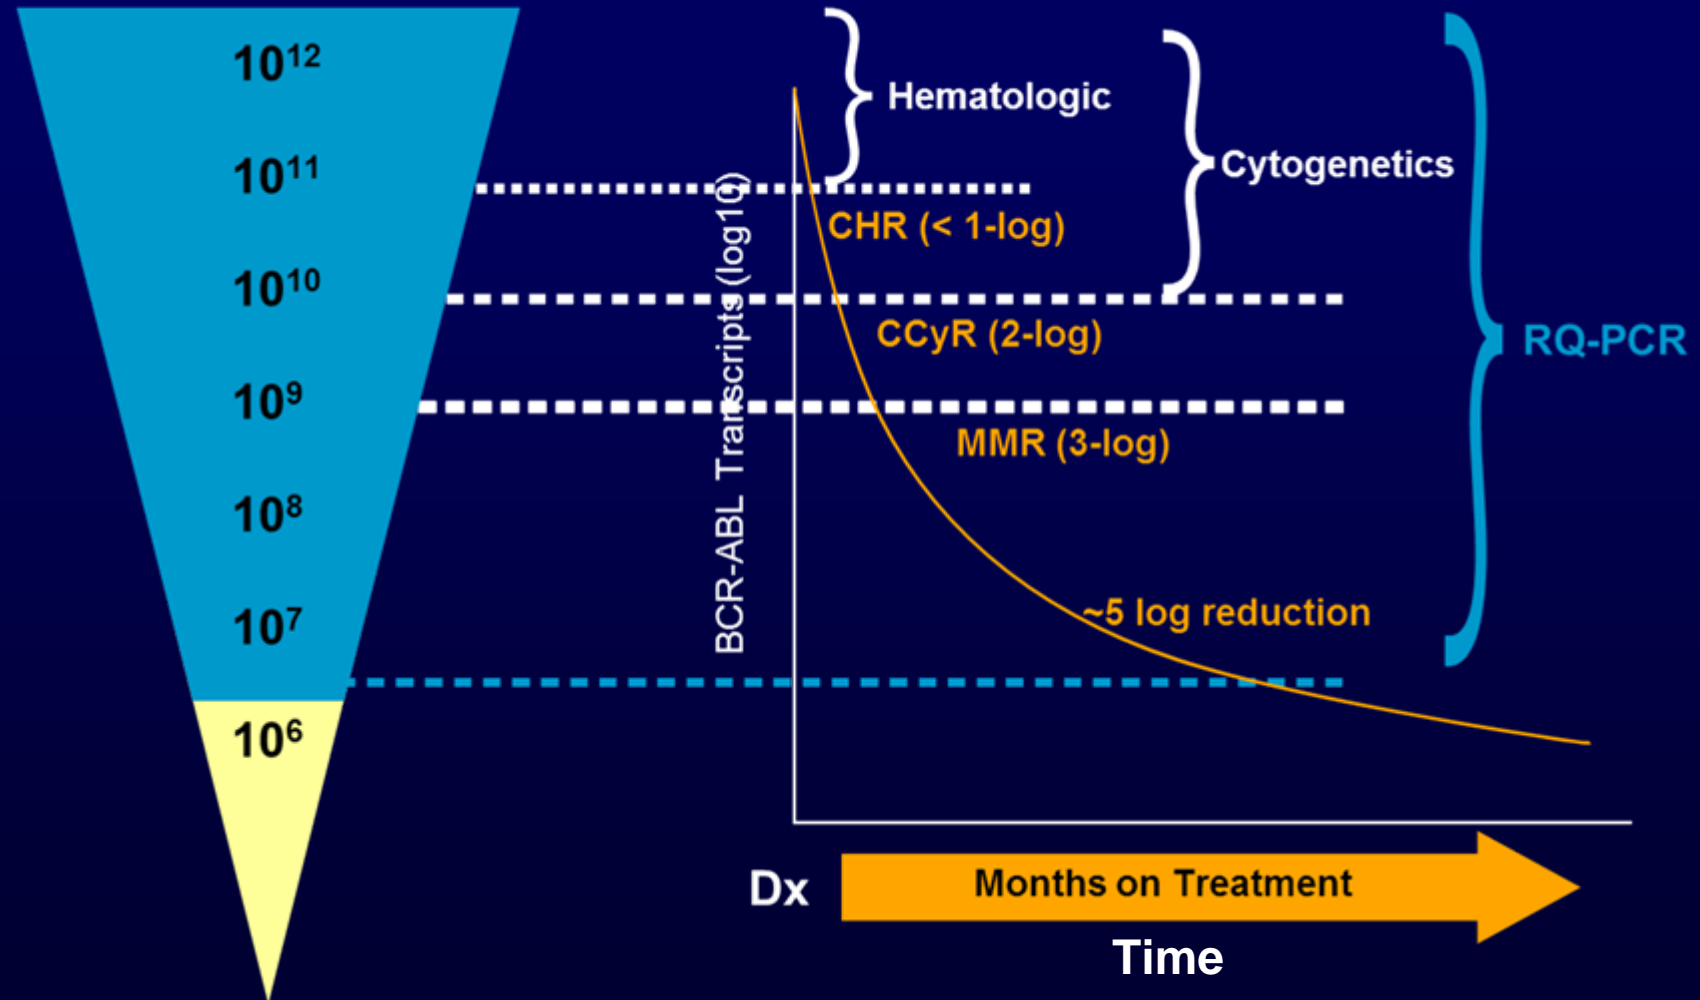 10¹²
10¹¹
10¹⁰
10⁹
10⁸
10⁷
10⁶
BCR-ABL Transcripts (log10)
Hematologic
Cytogenetics
RQ-PCR
CHR (< 1-log)
CCyR (2-log)
MMR (3-log)
~5 log reduction
Dx
Months on Treatment
Time